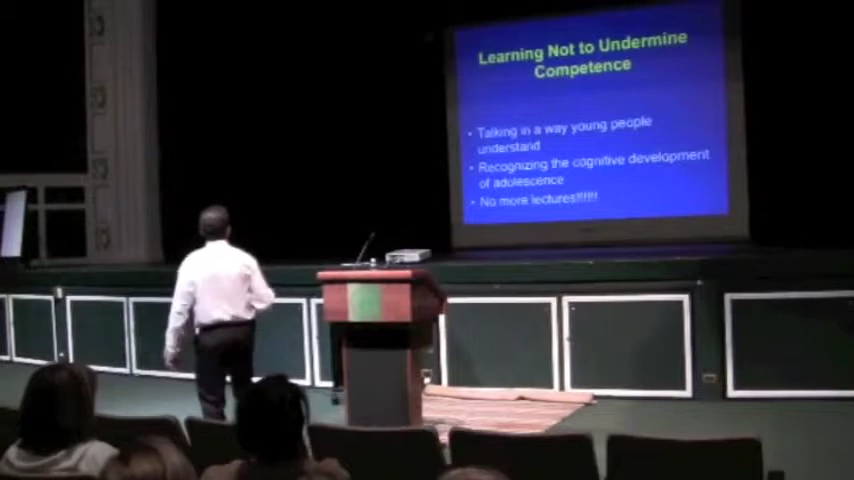 Learning Not to Undermine
Competence
• Talking in a way young people
understand
• Recognizing the cognitive development
of adolescence
• No more lectures!!!!!!